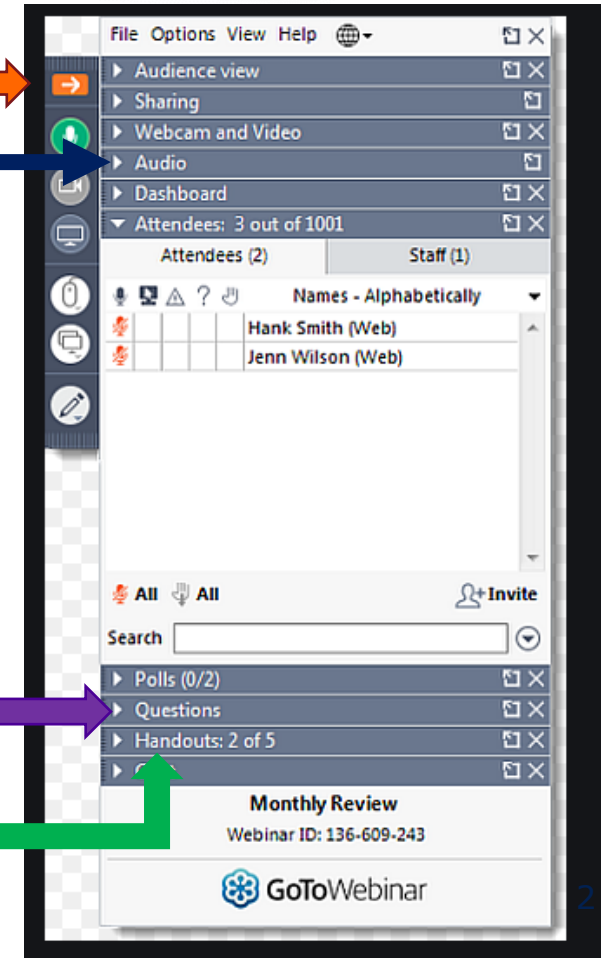 File Options View Help
Audience view
Sharing
Webcam and Video
Audio
Dashboard
Attendees: 3 out of 1001
Attendees (2) Staff (1)
? Names - Alphabetically
Hank Smith (Web)
Jenn Wilson (Web)
All All Invite
Search
Polls (0/2)
Questions
Handouts: 2 of 5
Monthly Review
Webinar ID: 136-609-243
GoToWebinar
2